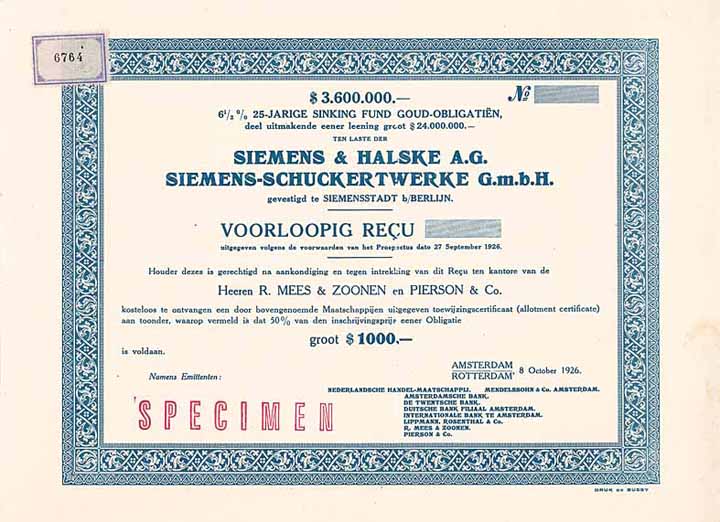 6764
$ 3.600.000.— No
6 1/2 % 25-JARIGE SINKING FUND GOUD-OBLIGATIËN,
deel uitmakende eener leening groot $ 24.000.000.—
TEN LASTE DER
SIEMENS & HALSKE A.G.
SIEMENS-SCHUCKERTWERKE G.m.b.H.
gevestigd te SIEMENSSTADT b/BERLIJN.
VOORLOOPIG REÇU
uitgegeven volgens de voorwaarden van het Prospectus dato 27 September 1926.
Houder dezes is gerechtigd na aankondiging en tegen intrekking van dit Reçu ten kantore van de
Heeren R. MEES & ZOONEN en PIERSON & Co.
kosteloos te ontvangen een door bovengenoemde Maatschappijen uitgegeven toewijzingscertificaat (allotment certificate)
aan toonder, waarop vermeld is dat 50% van den inschrijvingsprijs eener Obligatie
groot $ 1000.—
is voldaan.
AMSTERDAM
ROTTERDAM, 8 October 1926.
Namens Emittenten:
NEDERLANDSCHE HANDEL-MAATSCHAPPIJ. MENDELSSOHN & Co. AMSTERDAM.
AMSTERDAMSCHE BANK.
DE TWENTSCHE BANK.
DUITSCHE BANK FILIAAL AMSTERDAM.
INTERNATIONALE BANK TE AMSTERDAM.
LIPPMANN, ROSENTHAL & Co.
R. MEES & ZOONEN.
PIERSON & Co.
SPECIMEN
DRUK DE BUSSY